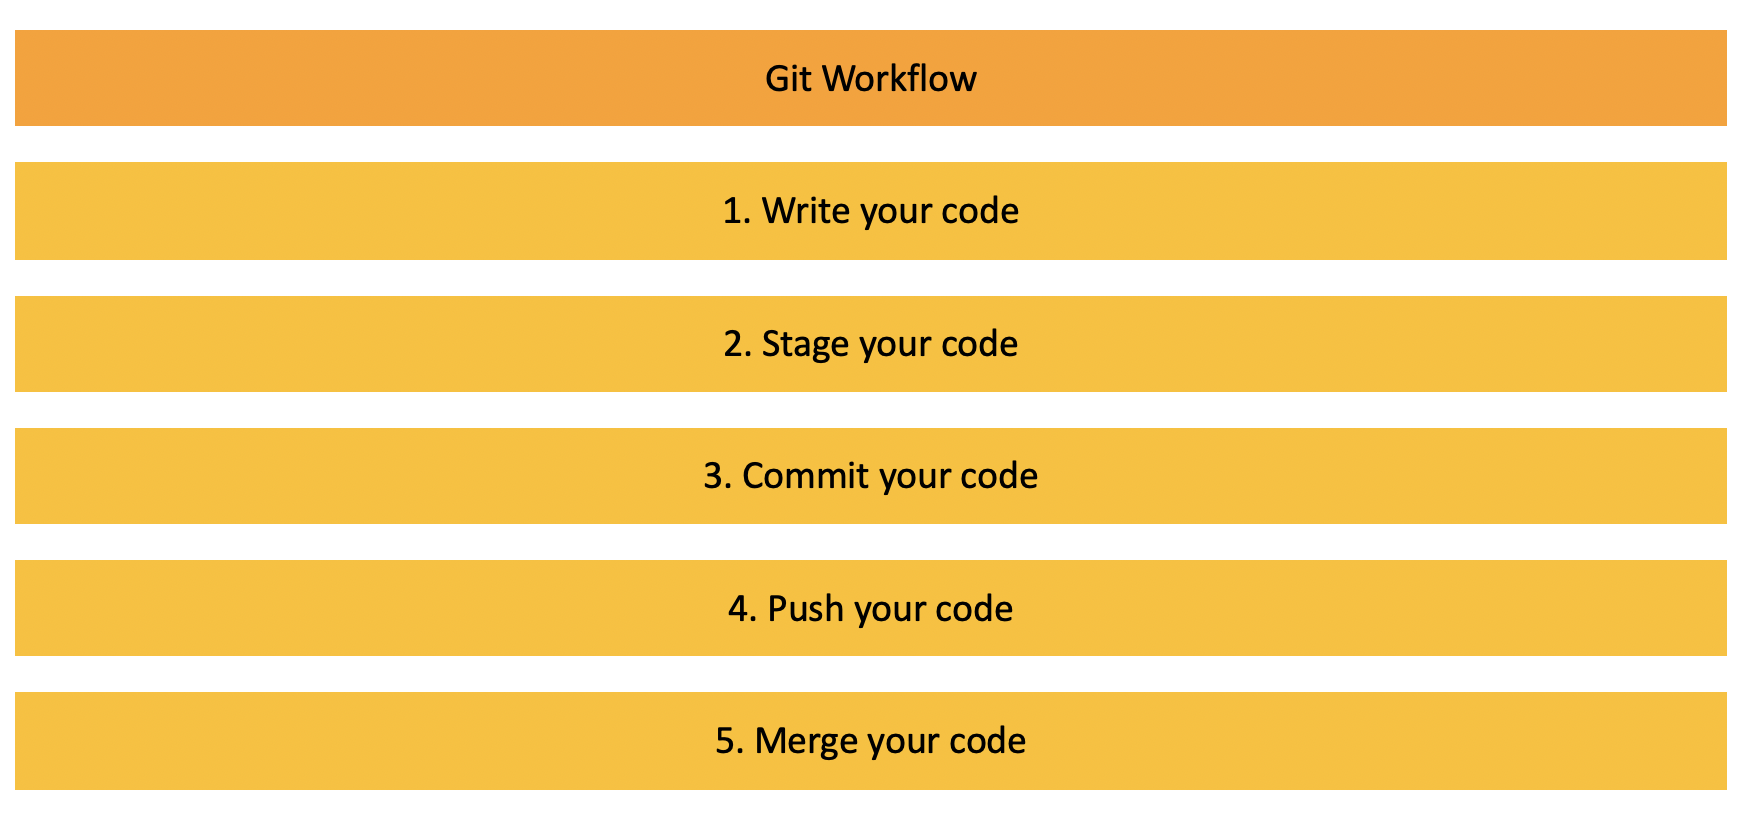 Git Workflow
1. Write your code
2. Stage your code
3. Commit your code
4. Push your code
5. Merge your code